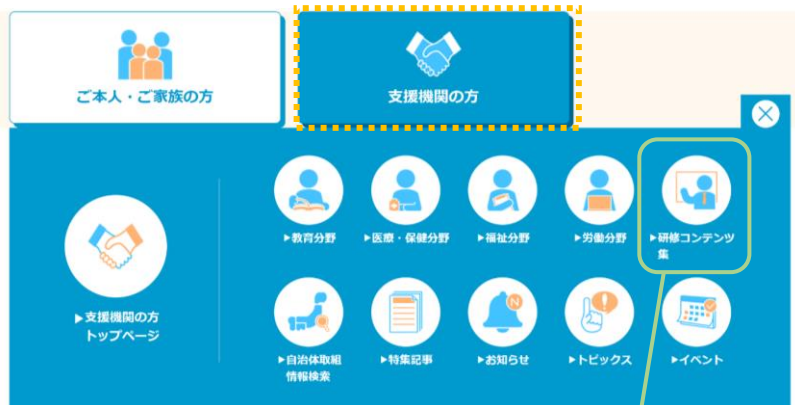 ご本人・ご家族の方
支援機関の方
▶教育分野
▶医療・保健分野
▶福祉分野
▶労働分野
▶研修コンテンツ
集
▶支援機関の方
トップページ
▶自治体取組
情報検索
▶特集記事
▶お知らせ
N
▶トピックス
▶イベント